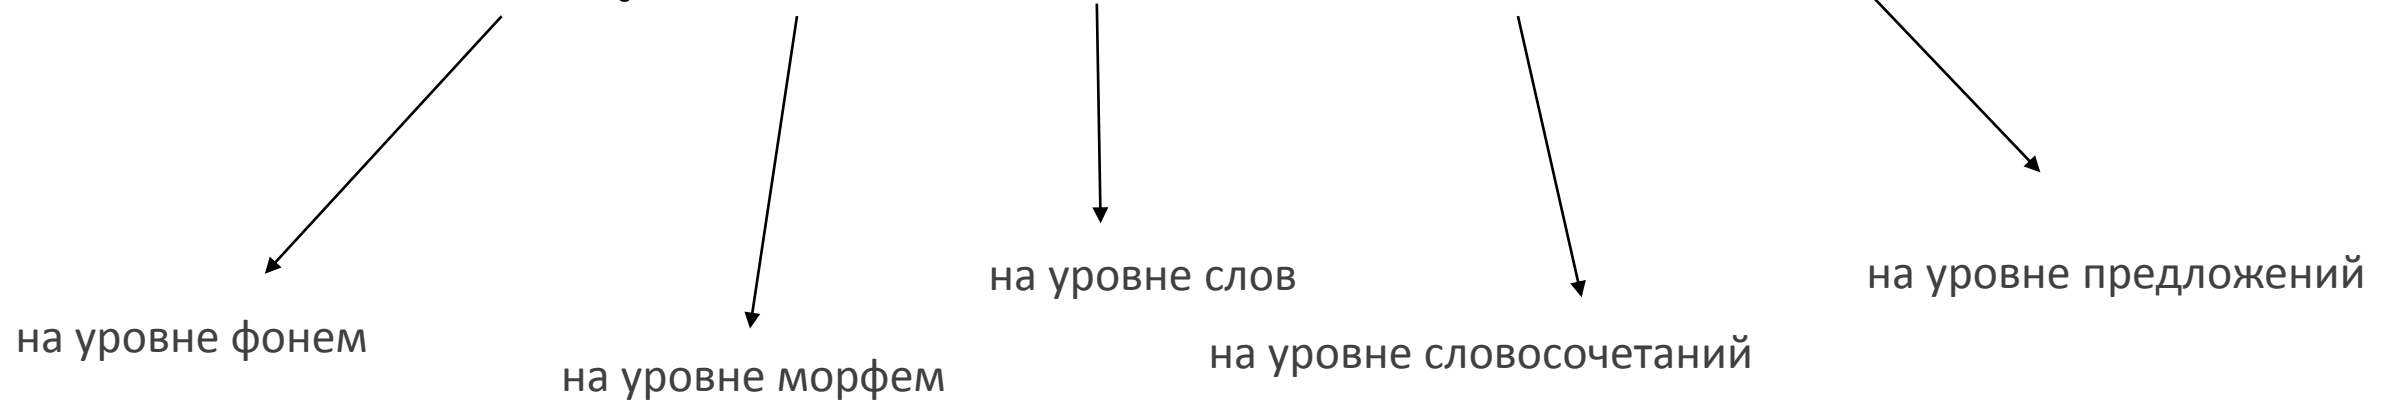 на уровне фонем
на уровне морфем
на уровне слов
на уровне словосочетаний
на уровне предложений